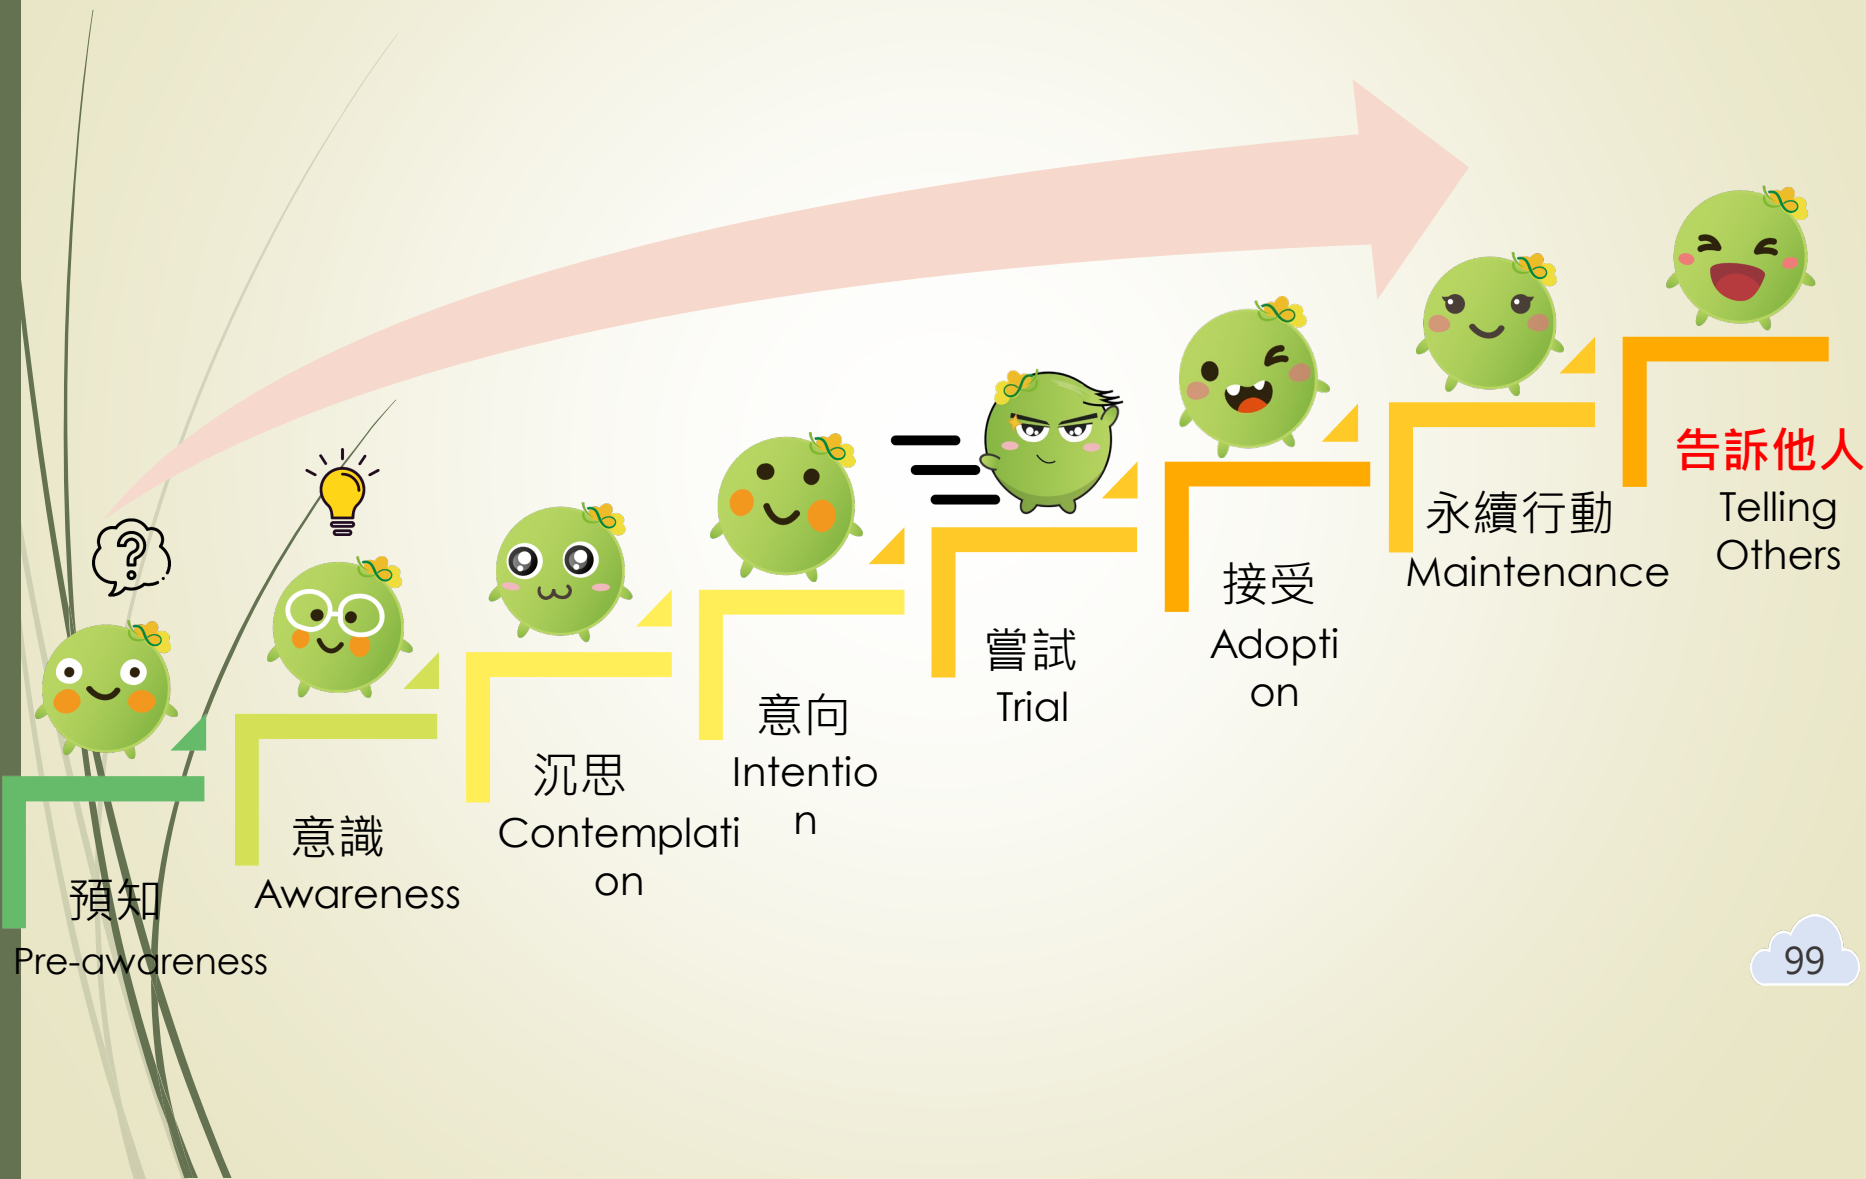 ?
預知
Pre-awareness
意識
Awareness
沉思
Contemplati
on
意向
Intentio
n
嘗試
Trial
接受
Adopti
on
永續行動
Maintenance
告訴他人
Telling
Others
99